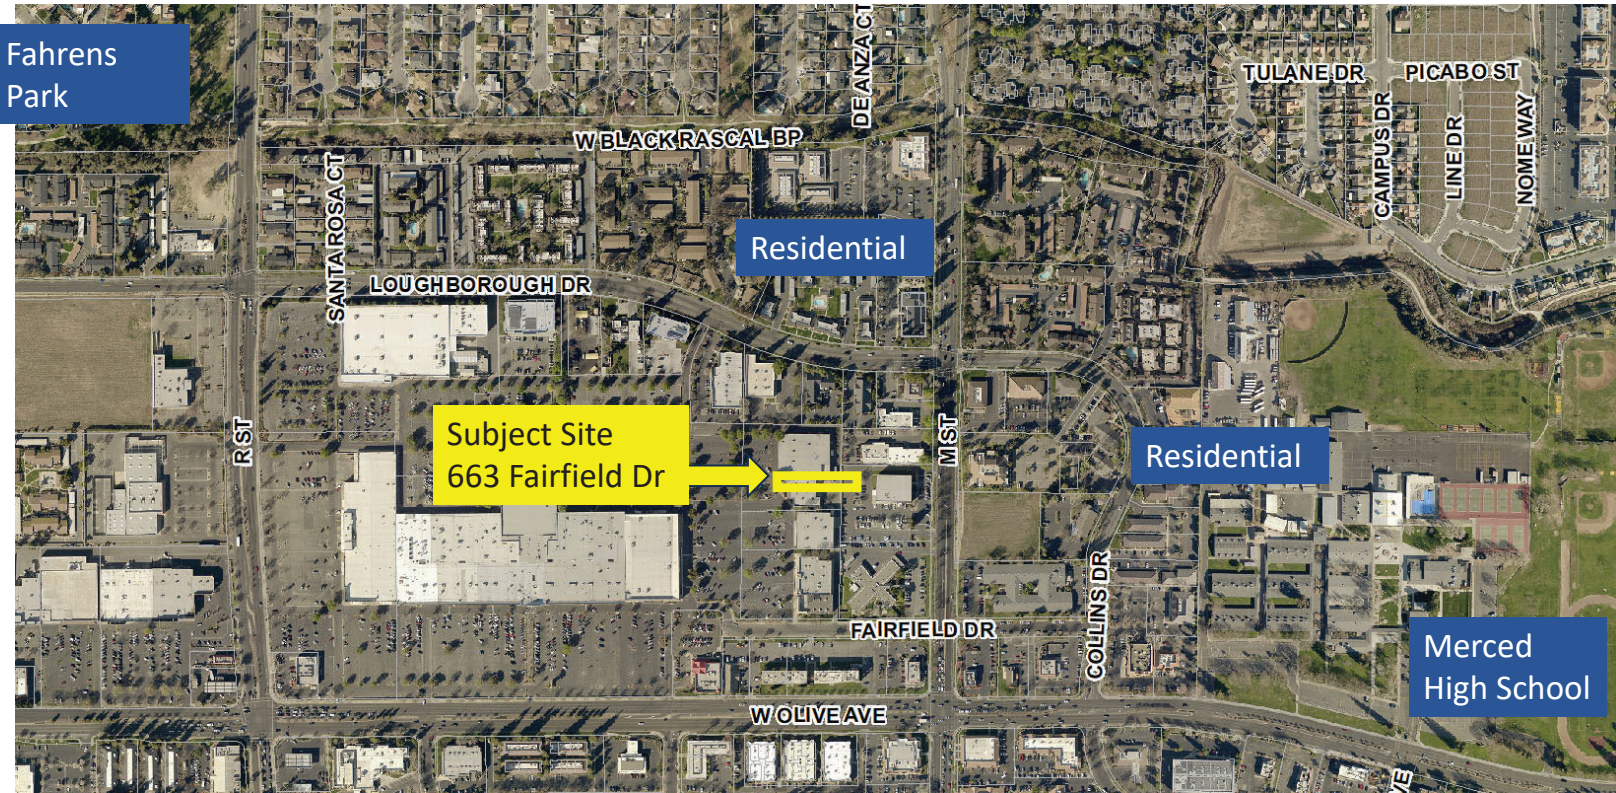 Fahrens
Park
DE ANZA CT
TULANE DR
PICABO ST
W BLACK RASCAL BP
CAMPUS DR
LINE DR
NOME WAY
SANTA ROSA CT
Residential
LOUGHBOROUGH DR
R ST
Subject Site
663 Fairfield Dr
M ST
Residential
COLLINS DR
FAIRFIELD DR
Merced
High School
W OLIVE AVE
VE